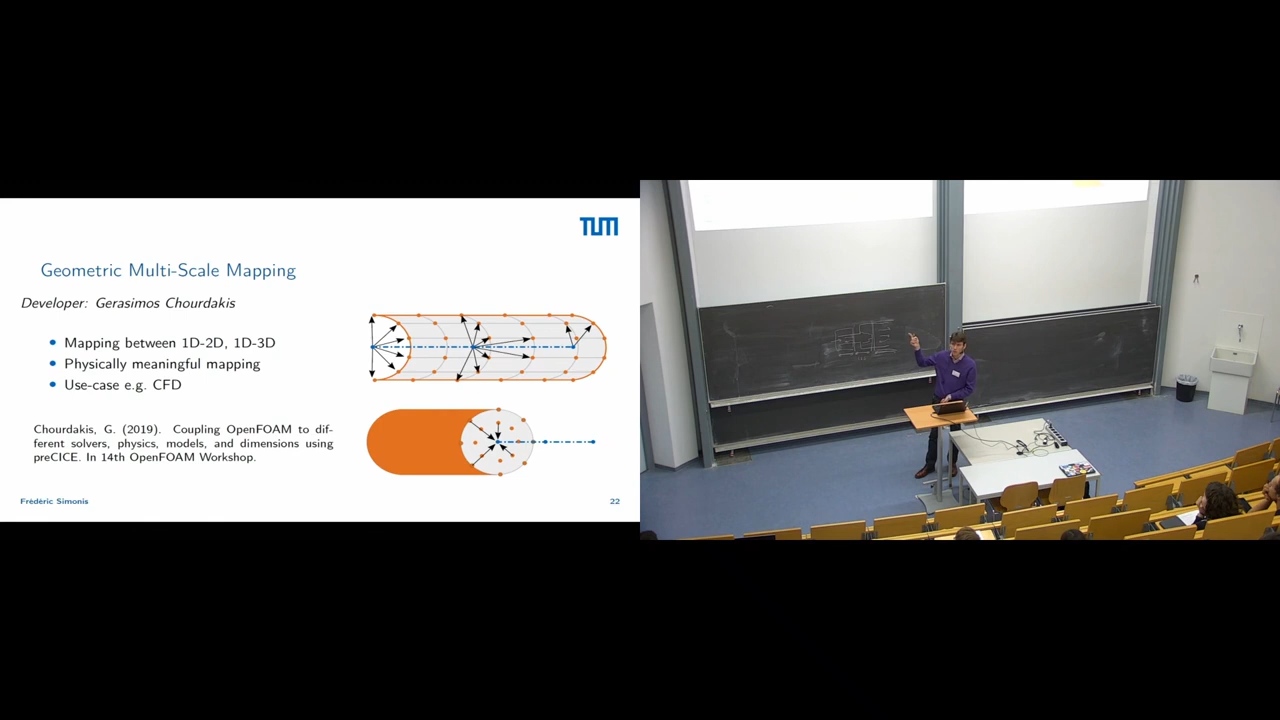 TUM
Geometric Multi-Scale Mapping
Developer: Gerasimos Chourdakis
• Mapping between 1D-2D, 1D-3D
• Physically meaningful mapping
• Use-case e.g. CFD
Chourdakis, G. (2019). Coupling OpenFOAM to dif-
ferent solvers, physics, models, and dimensions using
preCICE. In 14th OpenFOAM Workshop.
Frédéric Simonis
22